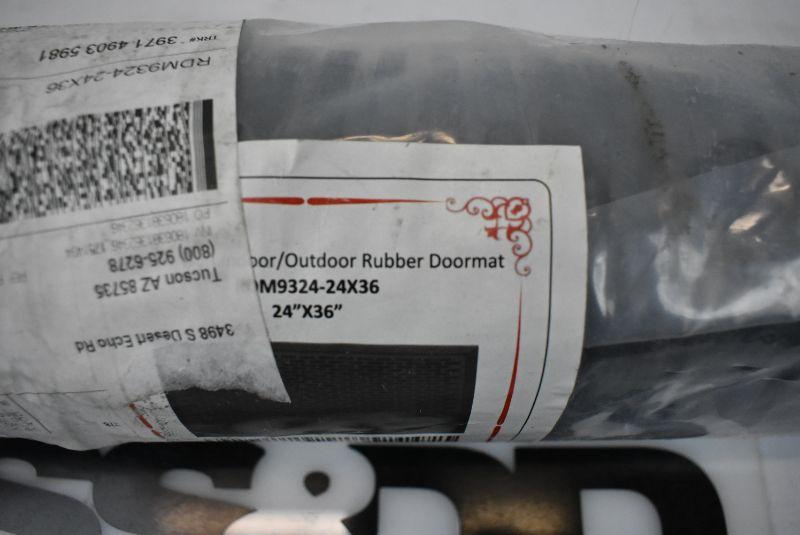 TRK# 3971 4903 5981
RDM9324-24X36
(800) 925-6278
Tucson AZ 85735
3498 S Desert Echo Rd
oor/Outdoor Rubber Doormat
DM9324-24X36
24”X36”
S&D